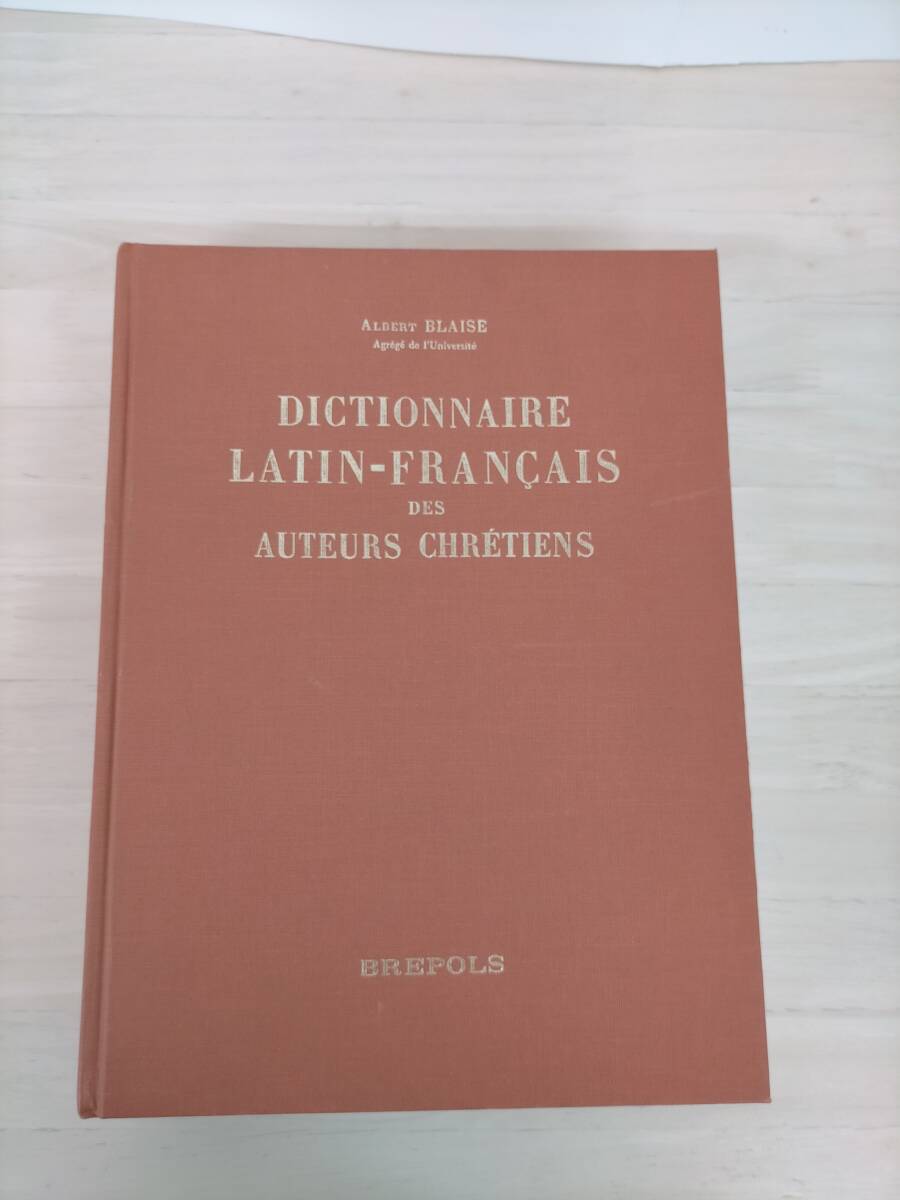 ALBERT BLAISE
Agrégé de l'Université
DICTIONNAIRE
LATIN-FRANÇAIS
DES
AUTEURS CHRÉTIENS
BREPOLS